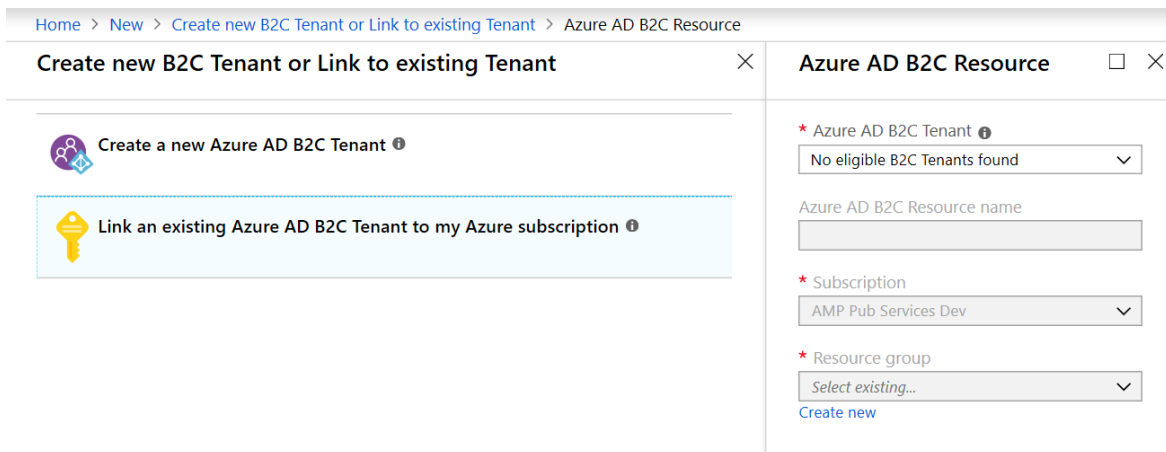 Home > New > Create new B2C Tenant or Link to existing Tenant > Azure AD B2C Resource
Create new B2C Tenant or Link to existing Tenant
Create a new Azure AD B2C Tenant
Link an existing Azure AD B2C Tenant to my Azure subscription
Azure AD B2C Resource
* Azure AD B2C Tenant
No eligible B2C Tenants found
Azure AD B2C Resource name
* Subscription
AMP Pub Services Dev
* Resource group
Select existing...
Create new